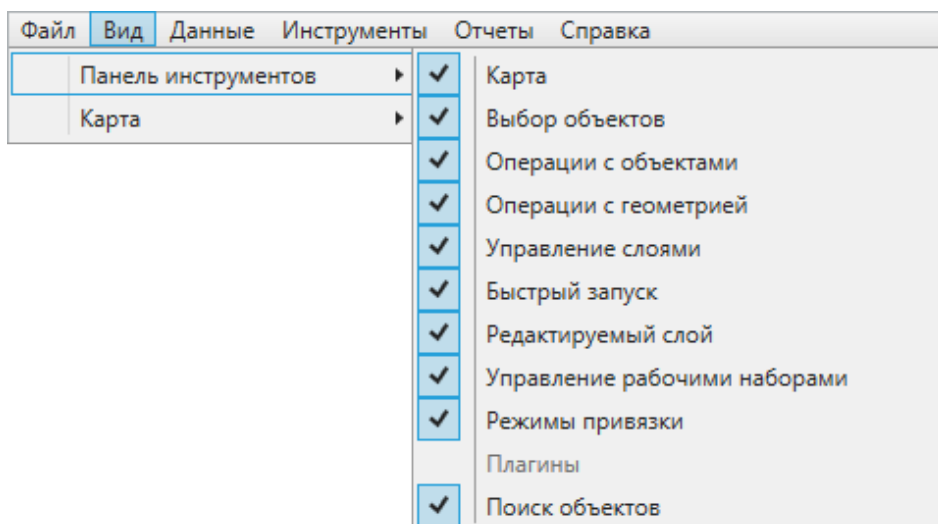 Файл Вид Данные Инструменты Отчеты Справка
Панель инструментов
Карта
Карта
Выбор объектов
Операции с объектами
Операции с геометрией
Управление слоями
Быстрый запуск
Редактируемый слой
Управление рабочими наборами
Режимы привязки
Плагины
Поиск объектов